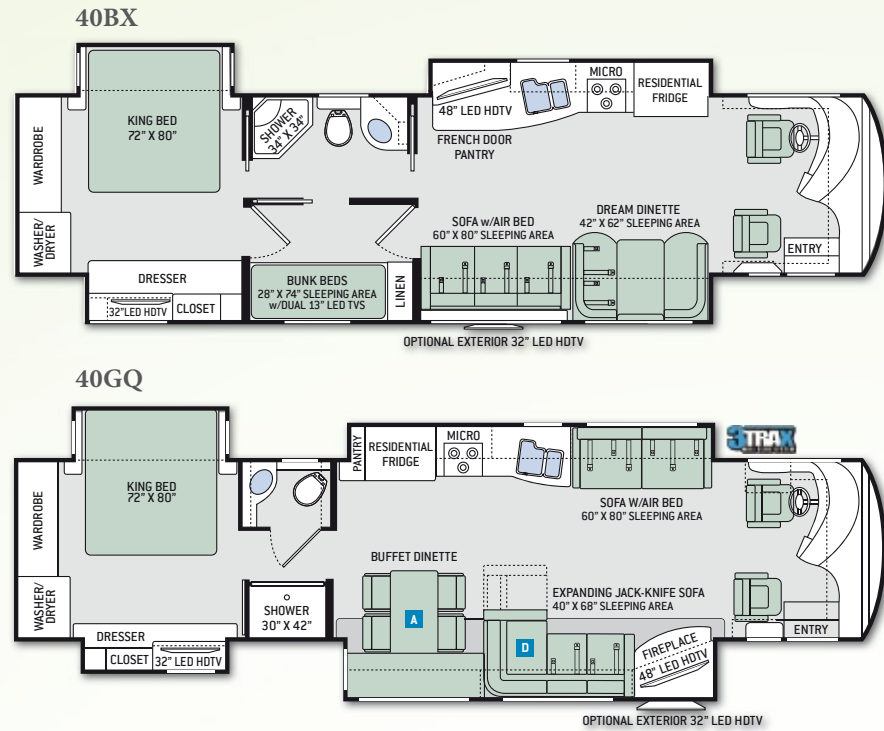 40BX
WARDROBE
WASHER/
DRYER
KING BED
72" X 80"
SHOWER
34" X 34"
48" LED HDTV
FRENCH DOOR
PANTRY
MICRO
RESIDENTIAL
FRIDGE
SOFA w/AIR BED
60" X 80" SLEEPING AREA
DREAM DINETTE
42" X 62" SLEEPING AREA
ENTRY
DRESSER
32"LED HDTV
CLOSET
BUNK BEDS
28" X 74" SLEEPING AREA
w/DUAL 13" LED TVS
LINEN
OPTIONAL EXTERIOR 32" LED HDTV
40GQ
3TRAX
WARDROBE
WASHER/
DRYER
KING BED
72" X 80"
PANTRY
RESIDENTIAL
FRIDGE
MICRO
SOFA W/AIR BED
60" X 80" SLEEPING AREA
BUFFET DINETTE
A
EXPANDING JACK-KNIFE SOFA
40" X 68" SLEEPING AREA
D
SHOWER
30" X 42"
FIREPLACE
48" LED HDTV
ENTRY
DRESSER
CLOSET
32" LED HDTV
OPTIONAL EXTERIOR 32" LED HDTV